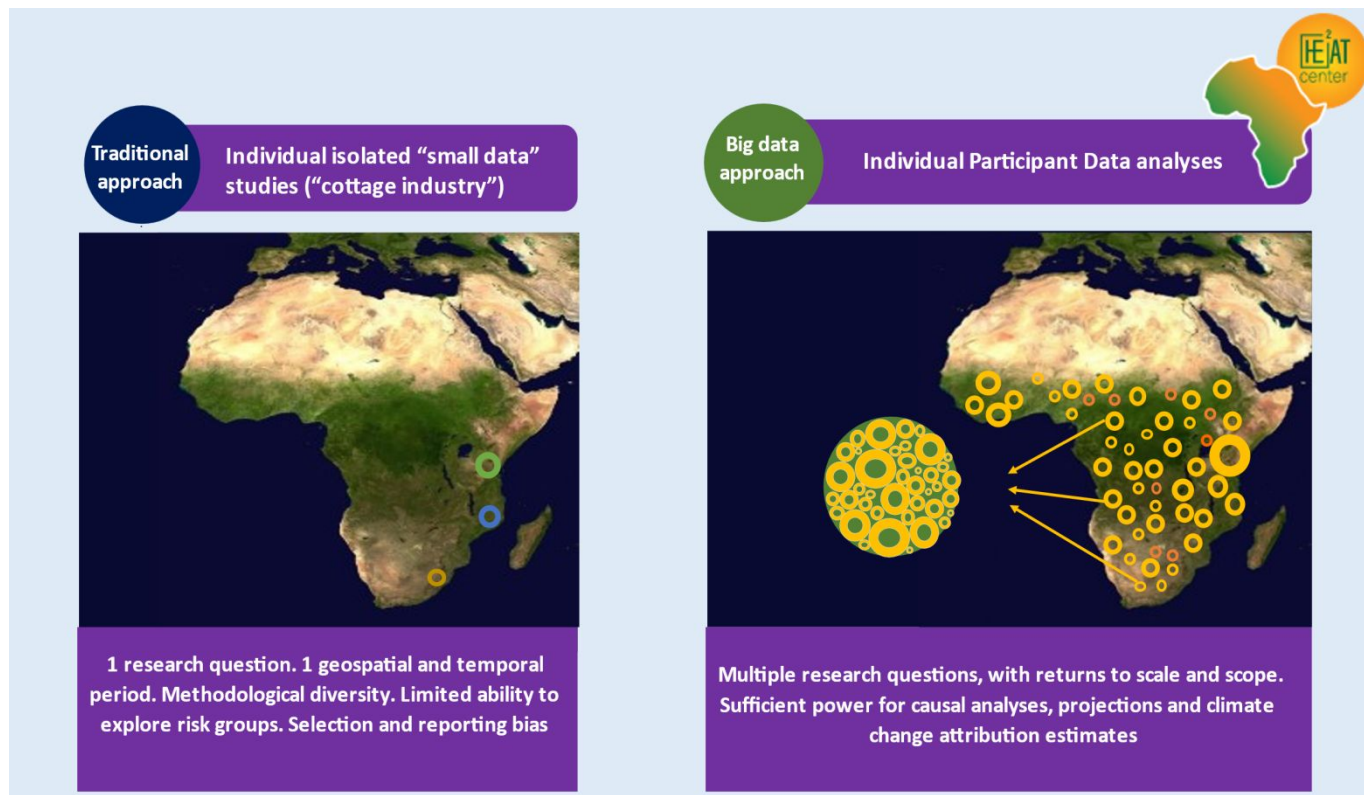 HE²AT
center
Traditional
approach
Individual isolated “small data”
studies (“cottage industry”)
Big data
approach
Individual Participant Data analyses
1 research question. 1 geospatial and temporal
period. Methodological diversity. Limited ability to
explore risk groups. Selection and reporting bias
Multiple research questions, with returns to scale and scope.
Sufficient power for causal analyses, projections and climate
change attribution estimates